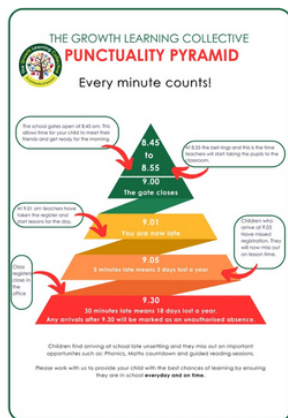 The Growth Learning Collective
THE GROWTH LEARNING COLLECTIVE
PUNCTUALITY PYRAMID
Every minute counts!
The school gates open at 8.45 am. This
allows time for your child to meet their
friends and get ready for the morning.
8.45
to
8.55
At 8.55 the bell rings and this is the time
teachers will start taking the pupils to the
classroom.
9.00
The gate closes
At 9.01 am teachers have
taken the register and
start lessons for the day.
9.01
You are now late
Children who
arrive at 9.05
Have missed
registration. They
will now miss out
on lesson time.
9.05
5 minutes late means 3 days lost a year.
Class
registers
close in
the
office
9.30
30 minutes late means 18 days lost a year.
Any arrivals after 9.30 will be marked as an unauthorised absence.
Children find arriving at school late unsetting and they miss out on important
opportunites such as: Phonics, Maths countdown and guided reading sessions.
Please work with us to provide your child with the best chances of learning by ensuring
they are in school everyday and on time.